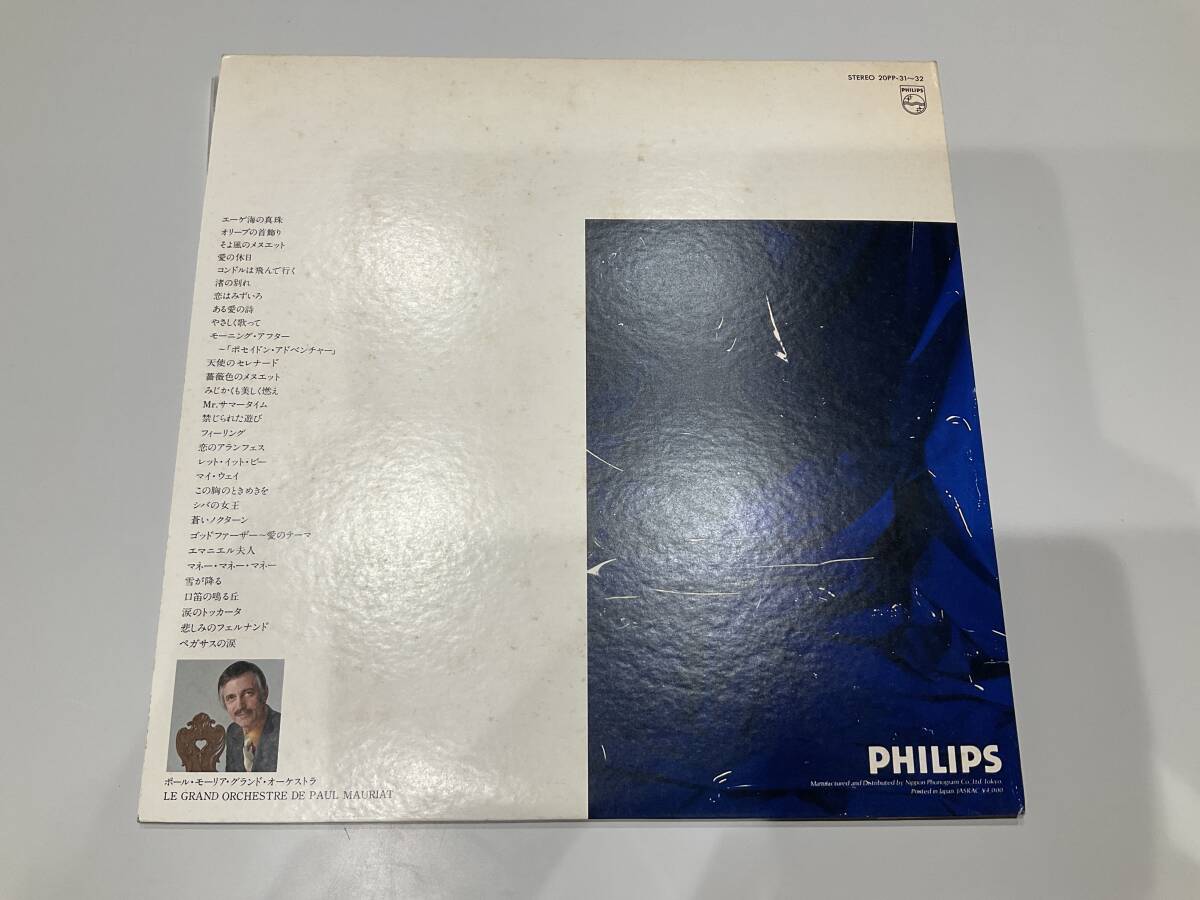 STEREO 20PP-31~32
PHILIPS
エーゲ海の真珠
オリーブの首飾り
そよ風のメヌエット
愛の休日
コンドルは飛んで行く
渚の別れ
恋はみずいろ
ある愛の詩
やさしく歌って
モーニング・アフター
~「ポセイドン・アドベンチャー」
天使のセレナード
薔薇色のメヌエット
みじかくも美しく燃え
Mr.サマータイム
禁じられた遊び
フィーリング
恋のアランフェス
レット・イット・ビー
マイ・ウェイ
この胸のときめきを
シバの女王
蒼いノクターン
ゴッドファーザー~愛のテーマ
エマニエル夫人
マネー・マネー・マネー
雪が降る
口笛の鳴る丘
涙のトッカータ
悲しみのフェルナンド
ペガサスの涙
ポール・モーリア・グランド・オーケストラ
LE GRAND ORCHESTRE DE PAUL MAURIAT
PHILIPS
Manufactured and Distributed by Nippon Phonogram Co., Ltd. Tokyo.
Printed in Japan. JASRAC ¥4,000